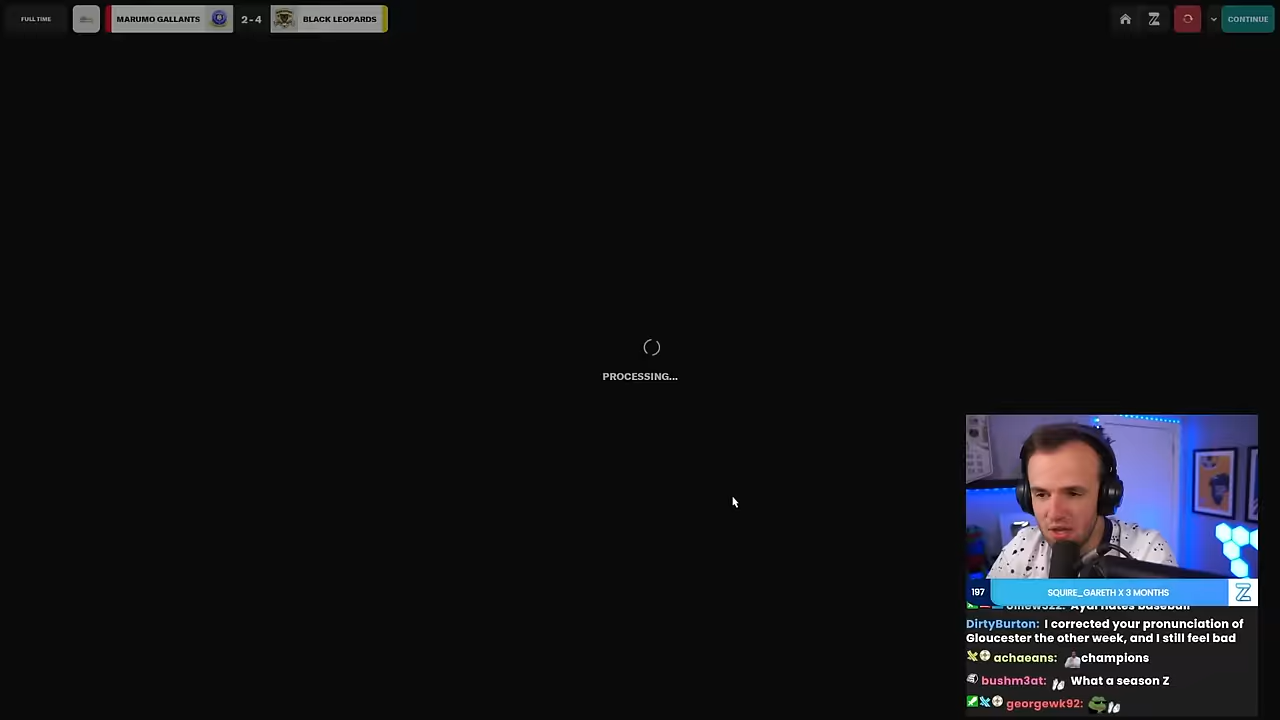 FULL TIME
MARUMO GALLANTS
2-4
BLACK LEOPARDS
CONTINUE
PROCESSING...
197
SQUIRE_GARETH X 3 MONTHS
Z
DirtyBurton: I corrected your pronunciation of
Gloucester the other week, and I still feel bad
achaeans: champions
bushm3at: What a season Z
georgewk92: